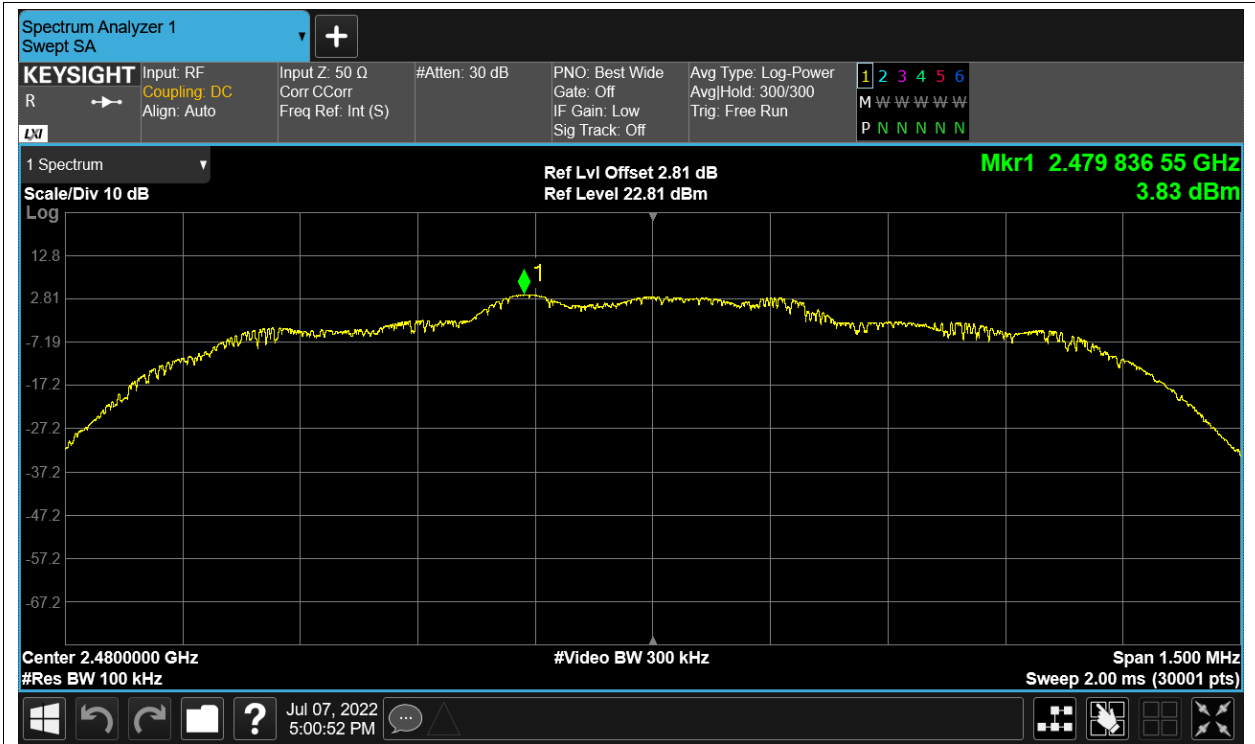 Spectrum Analyzer 1
Swept SA
KEYSIGHT
R
LXI
Input: RF
Coupling: DC
Align: Auto
Input Z: 50 Ω
Corr CCorr
Freq Ref: Int (S)
#Atten: 30 dB
PNO: Best Wide
Gate: Off
IF Gain: Low
Sig Track: Off
Avg Type: Log-Power
Avg|Hold: 300/300
Trig: Free Run
1 2 3 4 5 6
M W W W W W
P N N N N N
1 Spectrum
Scale/Div 10 dB
Log
Ref Lvl Offset 2.81 dB
Ref Level 22.81 dBm
Mkr1 2.479 836 55 GHz
3.83 dBm
1
12.8
2.81
-7.19
-17.2
-27.2
-37.2
-47.2
-57.2
-67.2
Center 2.4800000 GHz
#Res BW 100 kHz
#Video BW 300 kHz
Span 1.500 MHz
Sweep 2.00 ms (30001 pts)
?
Jul 07, 2022
5:00:52 PM